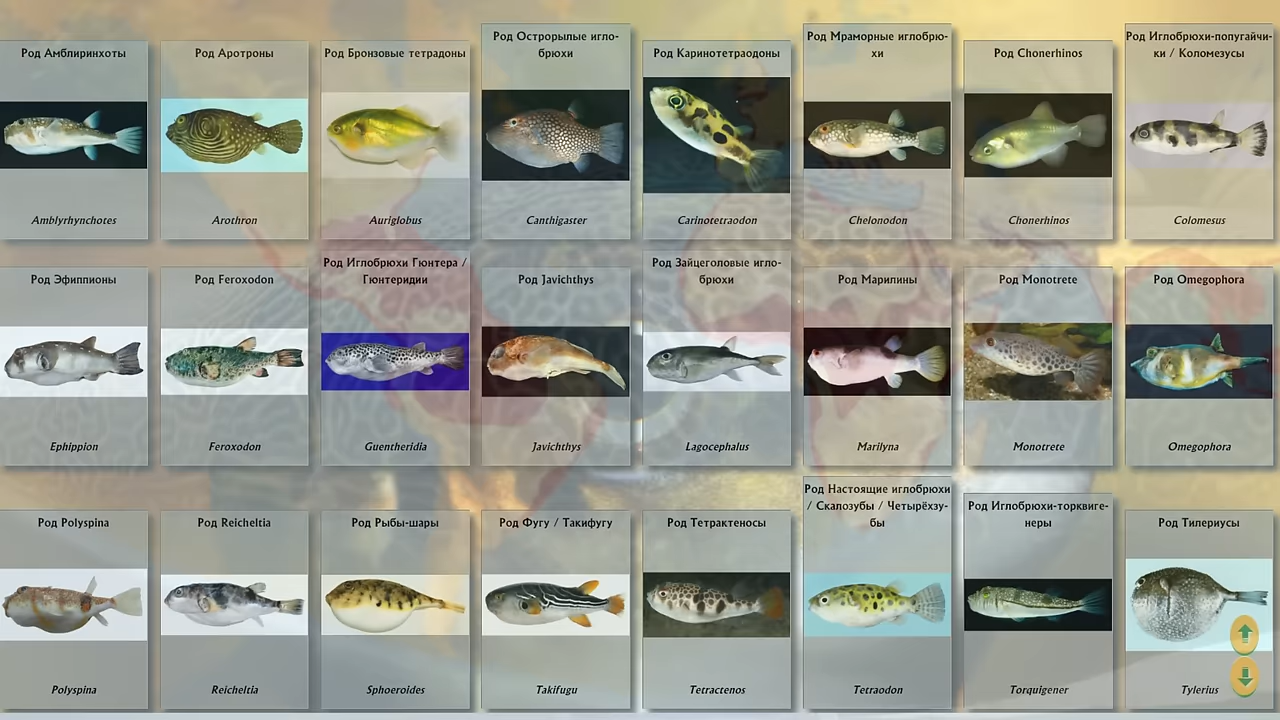 Род Амблиринхоты
Род Аротроны
Род Бронзовые тетрадоны
Род Острорылые игло-
брюхи
Род Каринотетраодоны
Род Мраморные иглобрю-
хи
Род Chonerhinos
Род Иглобрюхи-попугайчи-
ки / Коломезусы
Amblyrhynchotes
Arothron
Auriglobus
Canthigaster
Carinotetraodon
Chelonodon
Chonerhinos
Colomesus
Род Эфиппионы
Род Feroxodon
Род Иглобрюхи Гюнтера /
Гюнтеридии
Род Javichthys
Род Зайцеголовые игло-
брюхи
Род Марилины
Род Monotrete
Род Omegophora
Ephippion
Feroxodon
Guentheridia
Javichthys
Lagocephalus
Marilyna
Monotrete
Omegophora
Род Polyspina
Род Reicheltia
Род Рыбы-шары
Род Фугу / Такифугу
Род Тетрактеносы
Род Настоящие иглобрюхи
/ Скалозубы / Четырёхзу-
бы
Род Иглобрюхи-торквиге-
неры
Род Тилериусы
Polyspina
Reicheltia
Sphoeroides
Takifugu
Tetractenos
Tetraodon
Torquigener
Tylerius